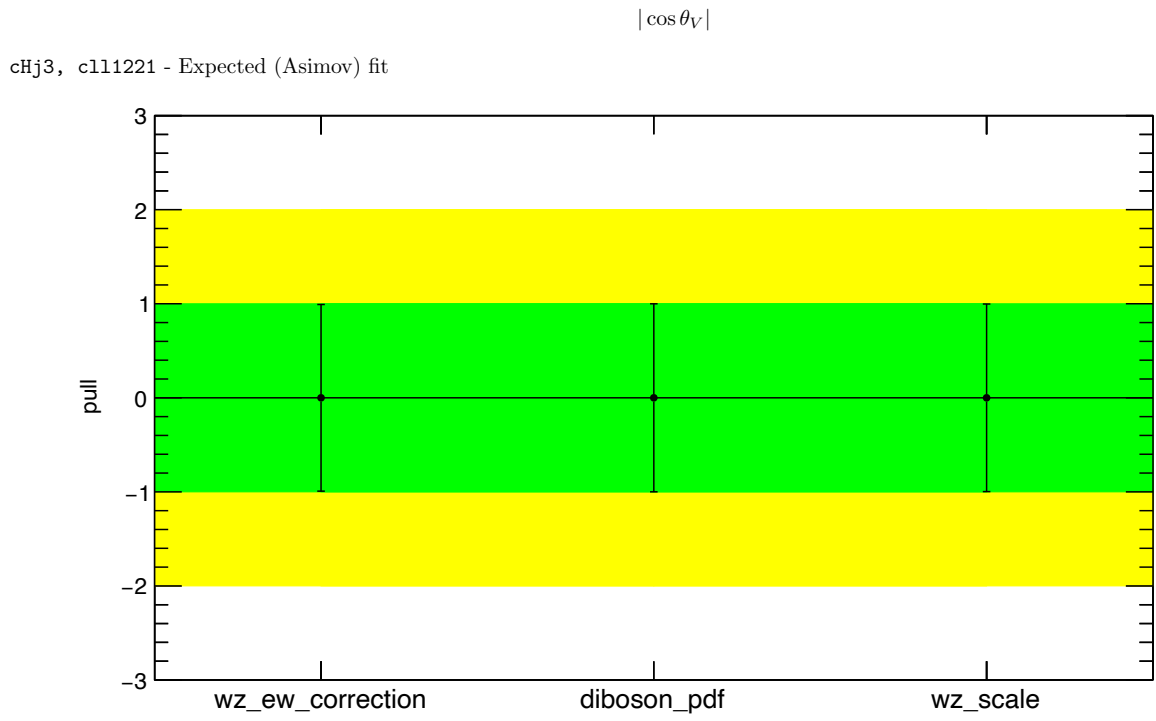 | cos θ_V |
cHj3, cll1221 - Expected (Asimov) fit
3
2
1
0
−1
−2
−3
pull
wz_ew_correction diboson_pdf wz_scale